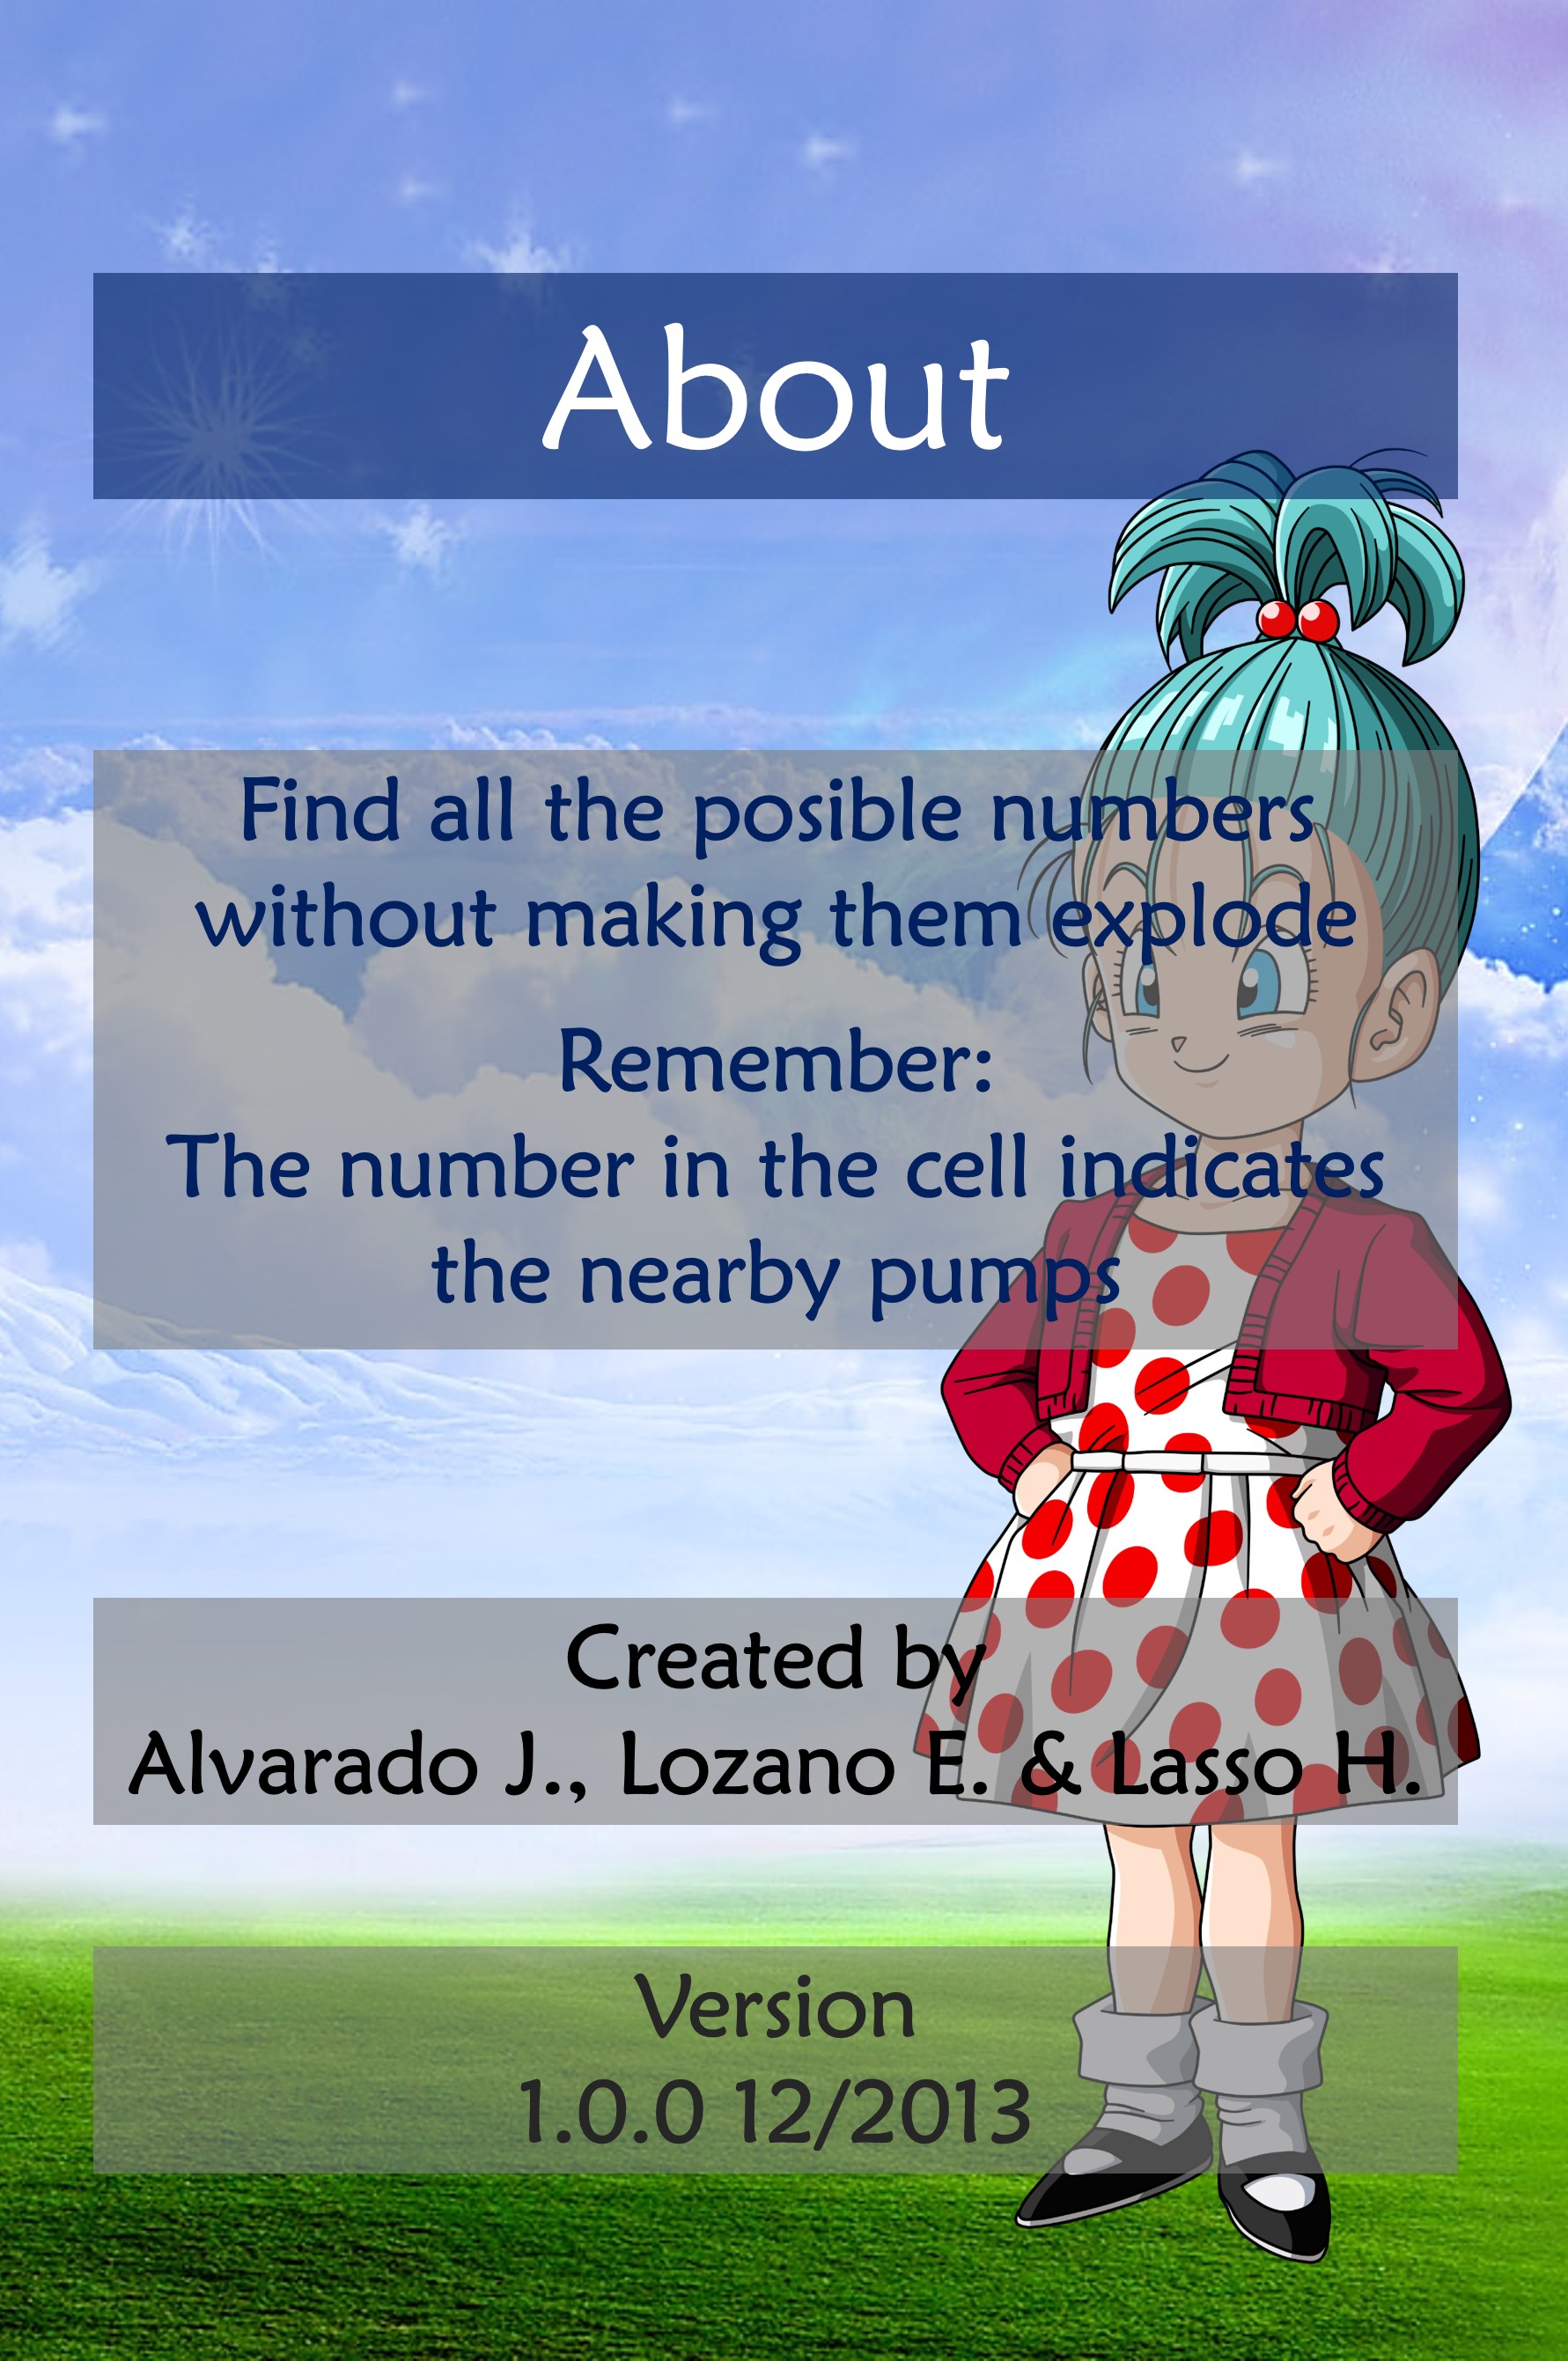 About
Find all the posible numbers
without making them explode
Remember:
The number in the cell indicates
the nearby pumps
Created by
Alvarado J., Lozano E. & Lasso H.
Version
1.0.0 12/2013